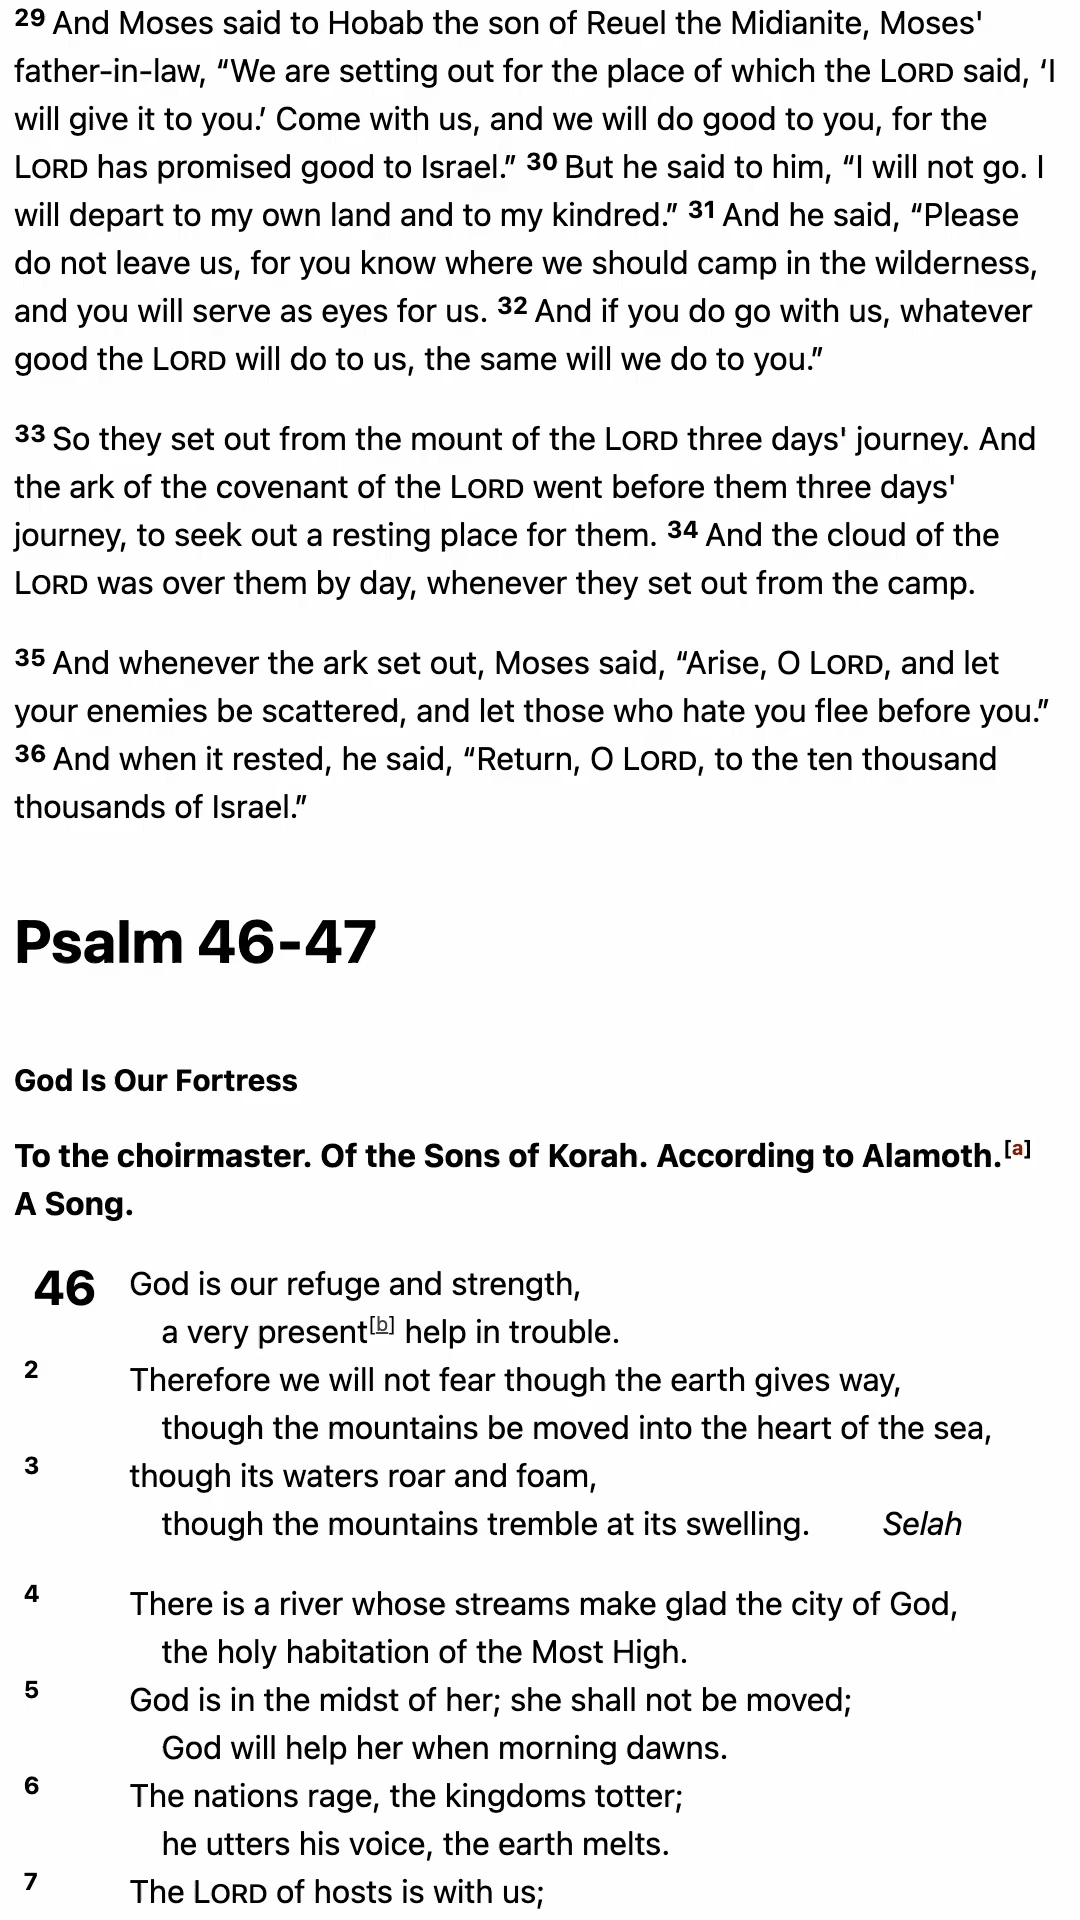 29 And Moses said to Hobab the son of Reuel the Midianite, Moses'
father-in-law, “We are setting out for the place of which the LORD said, ‘I
will give it to you.’ Come with us, and we will do good to you, for the
LORD has promised good to Israel.” 30 But he said to him, “I will not go. I
will depart to my own land and to my kindred.” 31 And he said, “Please
do not leave us, for you know where we should camp in the wilderness,
and you will serve as eyes for us. 32 And if you do go with us, whatever
good the LORD will do to us, the same will we do to you.”
33 So they set out from the mount of the LORD three days' journey. And
the ark of the covenant of the LORD went before them three days'
journey, to seek out a resting place for them. 34 And the cloud of the
LORD was over them by day, whenever they set out from the camp.
35 And whenever the ark set out, Moses said, “Arise, O LORD, and let
your enemies be scattered, and let those who hate you flee before you.”
36 And when it rested, he said, “Return, O LORD, to the ten thousand
thousands of Israel.”
Psalm 46-47
God Is Our Fortress
To the choirmaster. Of the Sons of Korah. According to Alamoth.[a]
A Song.
46 God is our refuge and strength,
a very present[b] help in trouble.
2 Therefore we will not fear though the earth gives way,
though the mountains be moved into the heart of the sea,
3 though its waters roar and foam,
though the mountains tremble at its swelling. Selah
4 There is a river whose streams make glad the city of God,
the holy habitation of the Most High.
5 God is in the midst of her; she shall not be moved;
God will help her when morning dawns.
6 The nations rage, the kingdoms totter;
he utters his voice, the earth melts.
7 The LORD of hosts is with us;